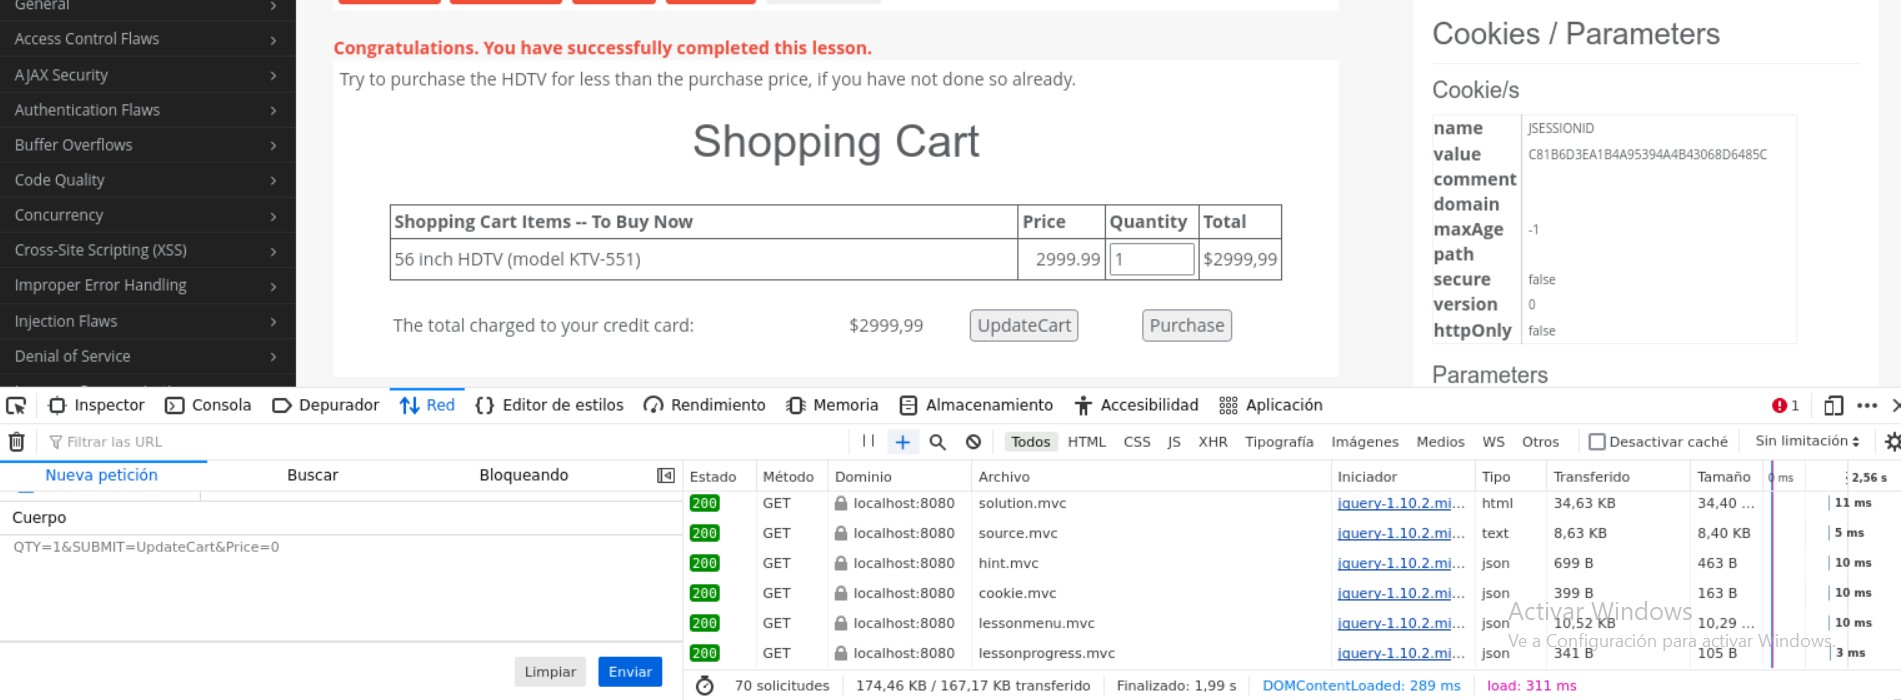 General
Access Control Flaws
AJAX Security
Authentication Flaws
Buffer Overflows
Code Quality
Concurrency
Cross-Site Scripting (XSS)
Improper Error Handling
Injection Flaws
Denial of Service
Congratulations. You have successfully completed this lesson.
Try to purchase the HDTV for less than the purchase price, if you have not done so already.
Shopping Cart
Shopping Cart Items -- To Buy Now Price Quantity Total
56 inch HDTV (model KTV-551) 2999.99 1 $2999,99
The total charged to your credit card: $2999,99 UpdateCart Purchase
Cookies / Parameters
Cookie/s
name JSESSIONID
value C81B6D3EA1B4A95394A4B43068D6485C
comment
domain
maxAge -1
path
secure false
version 0
httpOnly false
Parameters
Inspector Consola Depurador Red Editor de estilos Rendimiento Memoria Almacenamiento Accesibilidad Aplicación 1
Filtrar las URL Todos HTML CSS JS XHR Tipografía Imágenes Medios WS Otros Desactivar caché Sin limitación
Nueva petición Buscar Bloqueando
Cuerpo
QTY=1&SUBMIT=UpdateCart&Price=0
Limpiar Enviar
Estado Método Dominio Archivo Iniciador Tipo Transferido Tamaño 0 ms 2,56 s
200 GET localhost:8080 solution.mvc jquery-1.10.2.mi... html 34,63 KB 34,40 ... 11 ms
200 GET localhost:8080 source.mvc jquery-1.10.2.mi... text 8,63 KB 8,40 KB 5 ms
200 GET localhost:8080 hint.mvc jquery-1.10.2.mi... json 699 B 463 B 10 ms
200 GET localhost:8080 cookie.mvc jquery-1.10.2.mi... json 399 B 163 B 10 ms
200 GET localhost:8080 lessonmenu.mvc jquery-1.10.2.mi... json 10,52 KB 10,29 ... 10 ms
200 GET localhost:8080 lessonprogress.mvc jquery-1.10.2.mi... json 341 B 105 B 3 ms
Activar Windows
Ve a Configuración para activar Windows.
70 solicitudes 174,46 KB / 167,17 KB transferido Finalizado: 1,99 s DOMContentLoaded: 289 ms load: 311 ms